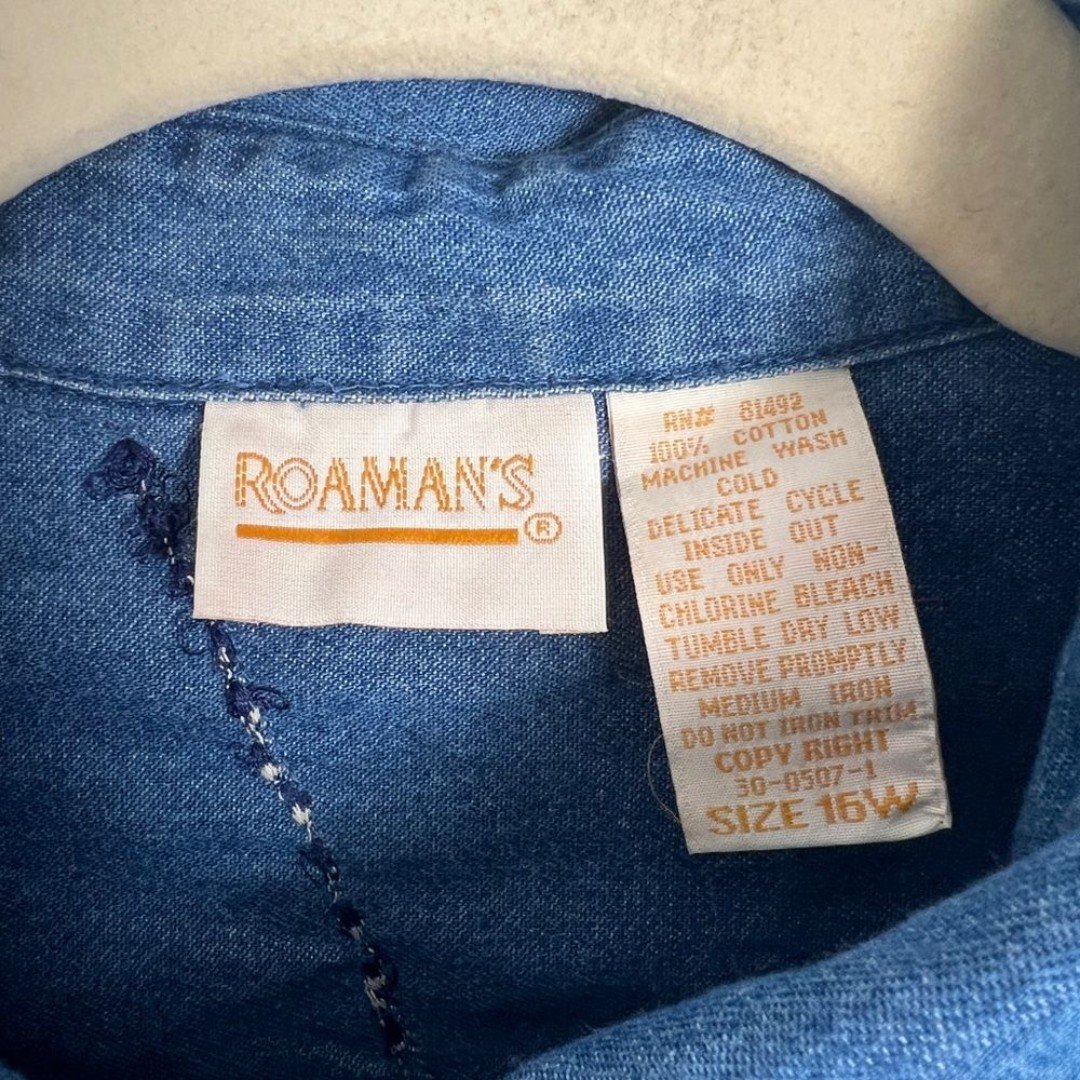 ROAMAN'S
®
RN# 81492
100% COTTON
MACHINE WASH
COLD
DELICATE CYCLE
INSIDE OUT
USE ONLY NON-
CHLORINE BLEACH
TUMBLE DRY LOW
REMOVE PROMPTLY
MEDIUM IRON
DO NOT IRON TRIM
COPY RIGHT
30-0507-1
SIZE 16W